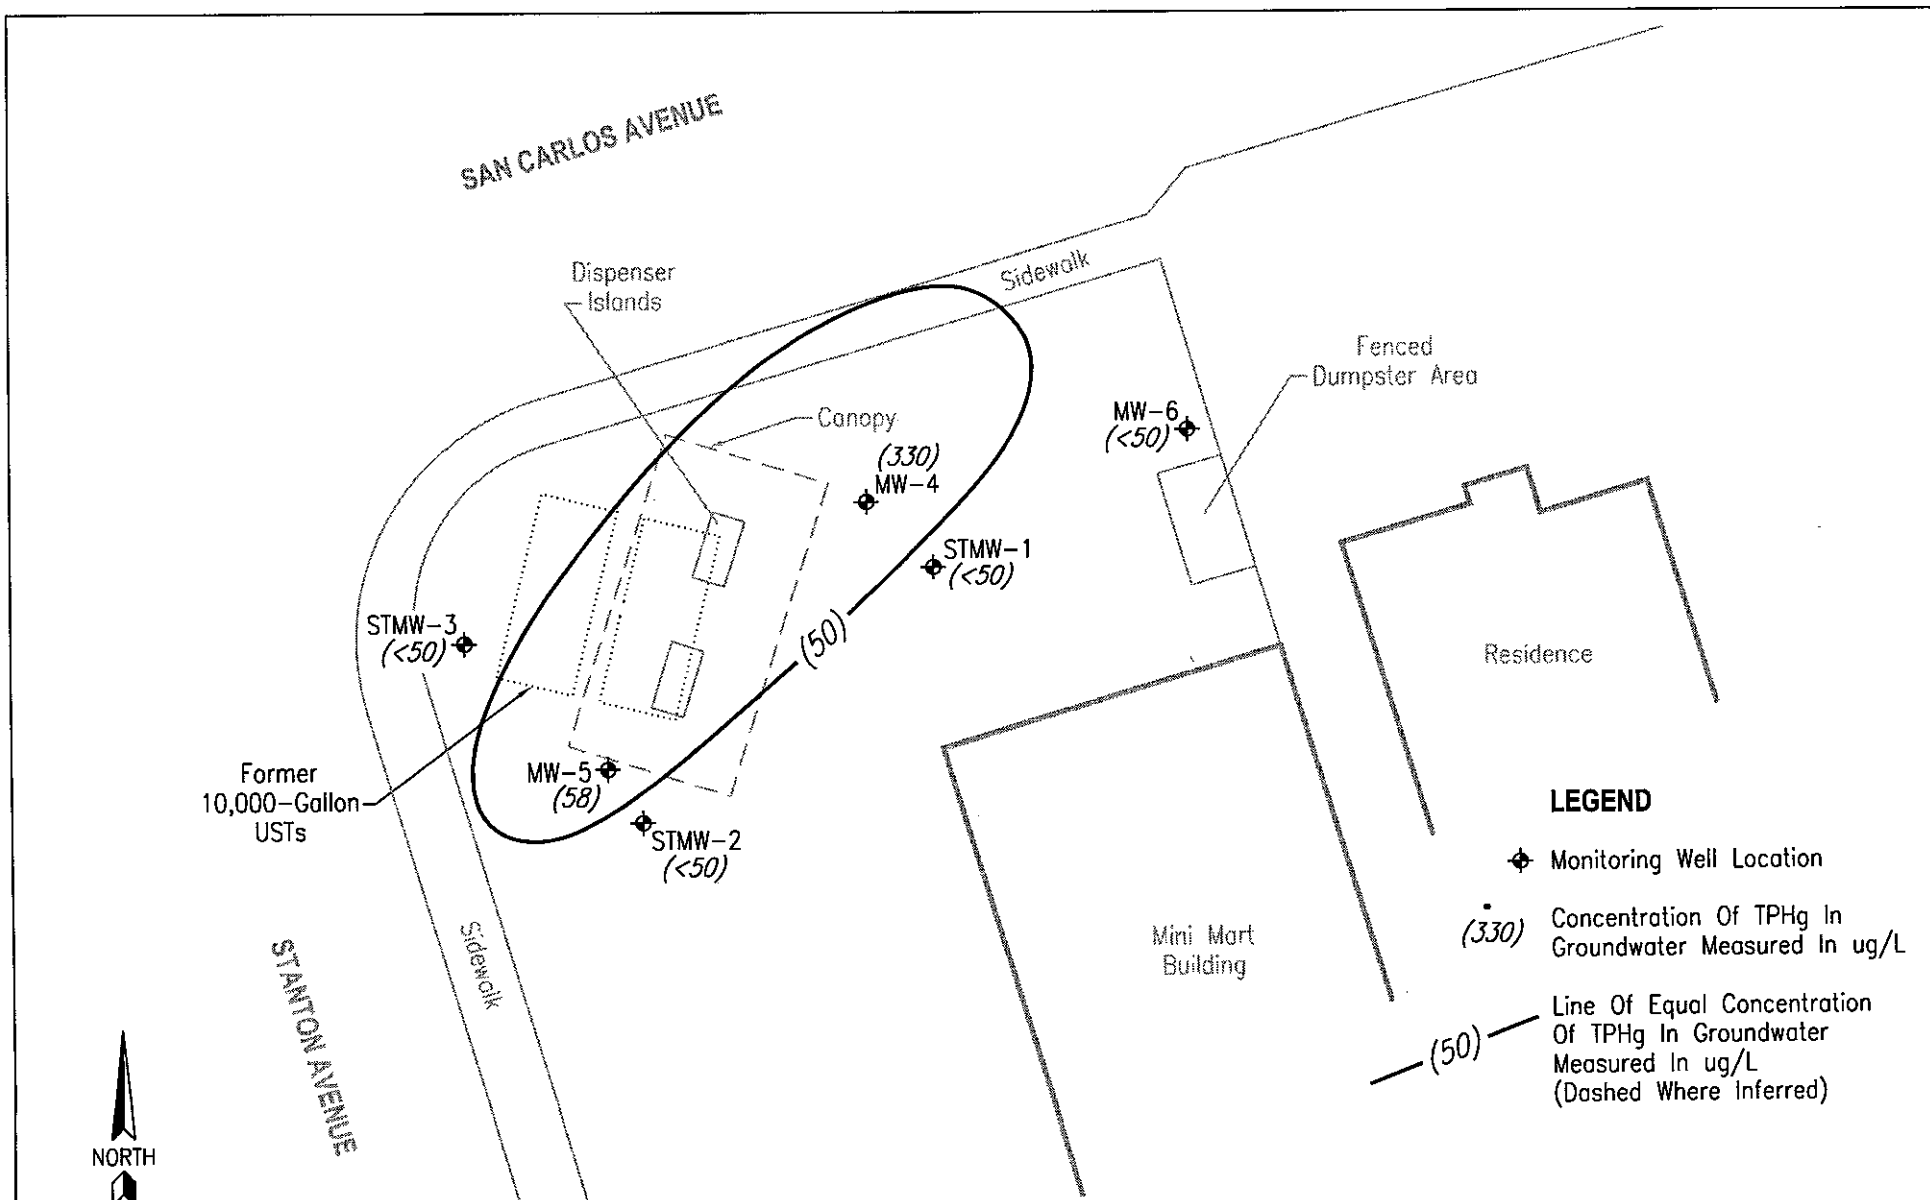 SAN CARLOS AVENUE
Sidewalk
Dispenser
Islands
Canopy
Fenced
Dumpster Area
(330)
MW-4
MW-6
(<50)
STMW-1
(<50)
STMW-3
(<50)
(50)
Residence
MW-5
(58)
STMW-2
(<50)
Former
10,000-Gallon
USTs
Sidewalk
Mini Mart
Building
STANTON AVENUE
NORTH
LEGEND
Monitoring Well Location
(330)
Concentration Of TPHg In
Groundwater Measured In ug/L
(50)
Line Of Equal Concentration
Of TPHg In Groundwater
Measured In ug/L
(Dashed Where Inferred)